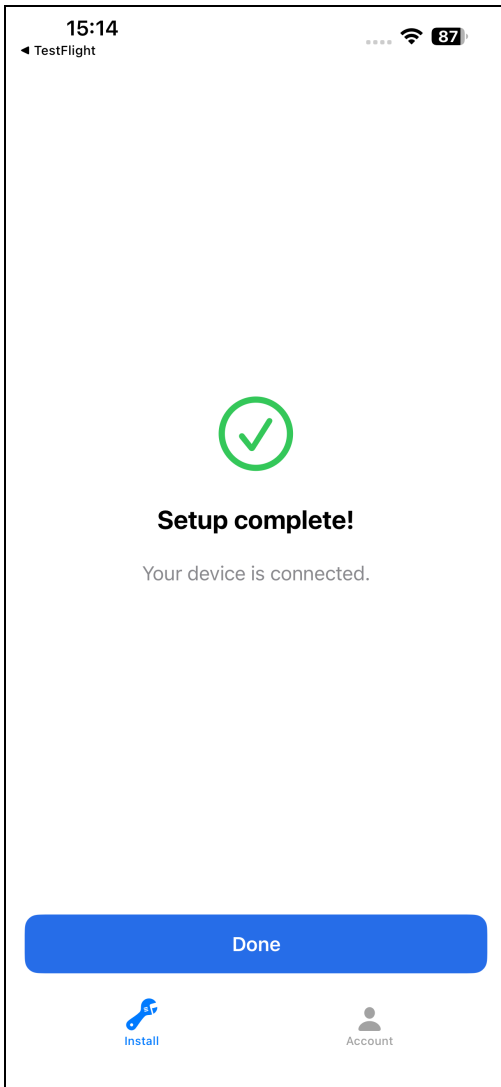 15:14
87
◀ TestFlight
Setup complete!
Your device is connected.
Done
Install
Account